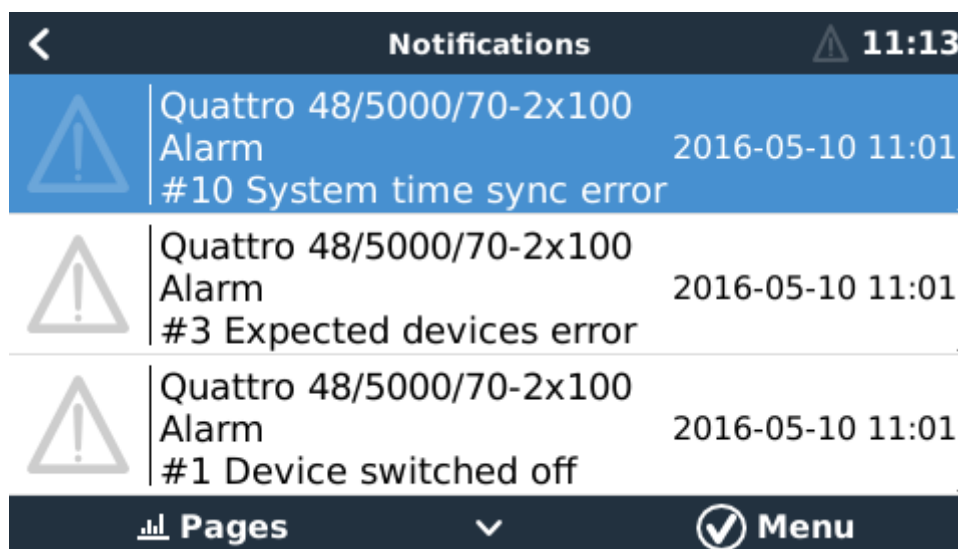 Notifications 11:13
Quattro 48/5000/70-2x100
Alarm 2016-05-10 11:01
#10 System time sync error
Quattro 48/5000/70-2x100
Alarm 2016-05-10 11:01
#3 Expected devices error
Quattro 48/5000/70-2x100
Alarm 2016-05-10 11:01
#1 Device switched off
Pages Menu